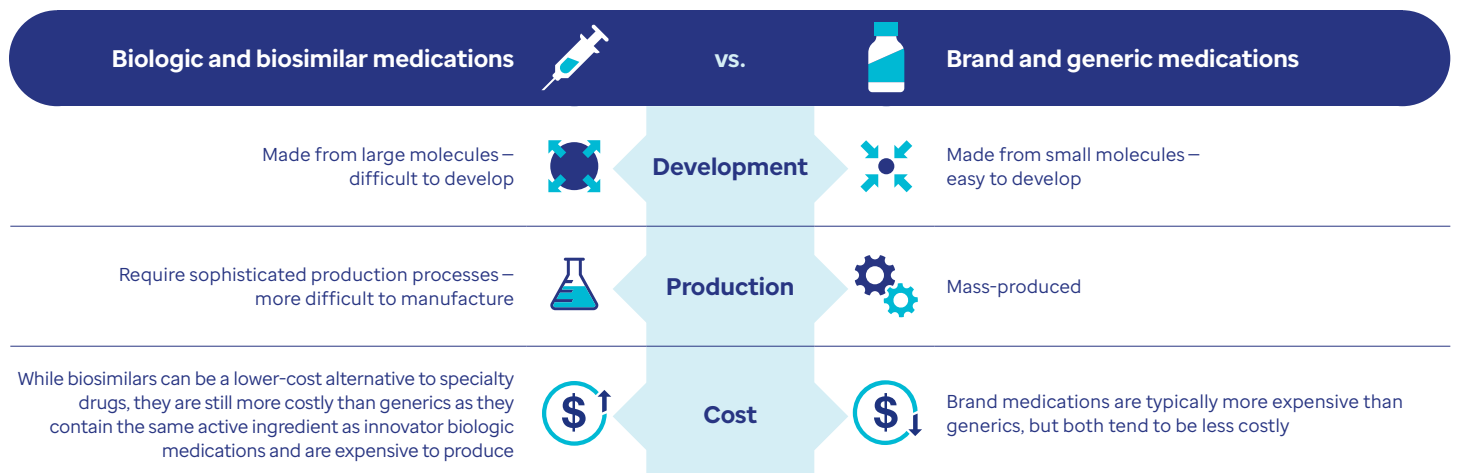 Biologic and biosimilar medications
vs.
Brand and generic medications
Made from large molecules –
difficult to develop
Development
Made from small molecules –
easy to develop
Require sophisticated production processes –
more difficult to manufacture
Production
Mass-produced
While biosimilars can be a lower-cost alternative to specialty
drugs, they are still more costly than generics as they
contain the same active ingredient as innovator biologic
medications and are expensive to produce
$
Cost
$
Brand medications are typically more expensive than
generics, but both tend to be less costly